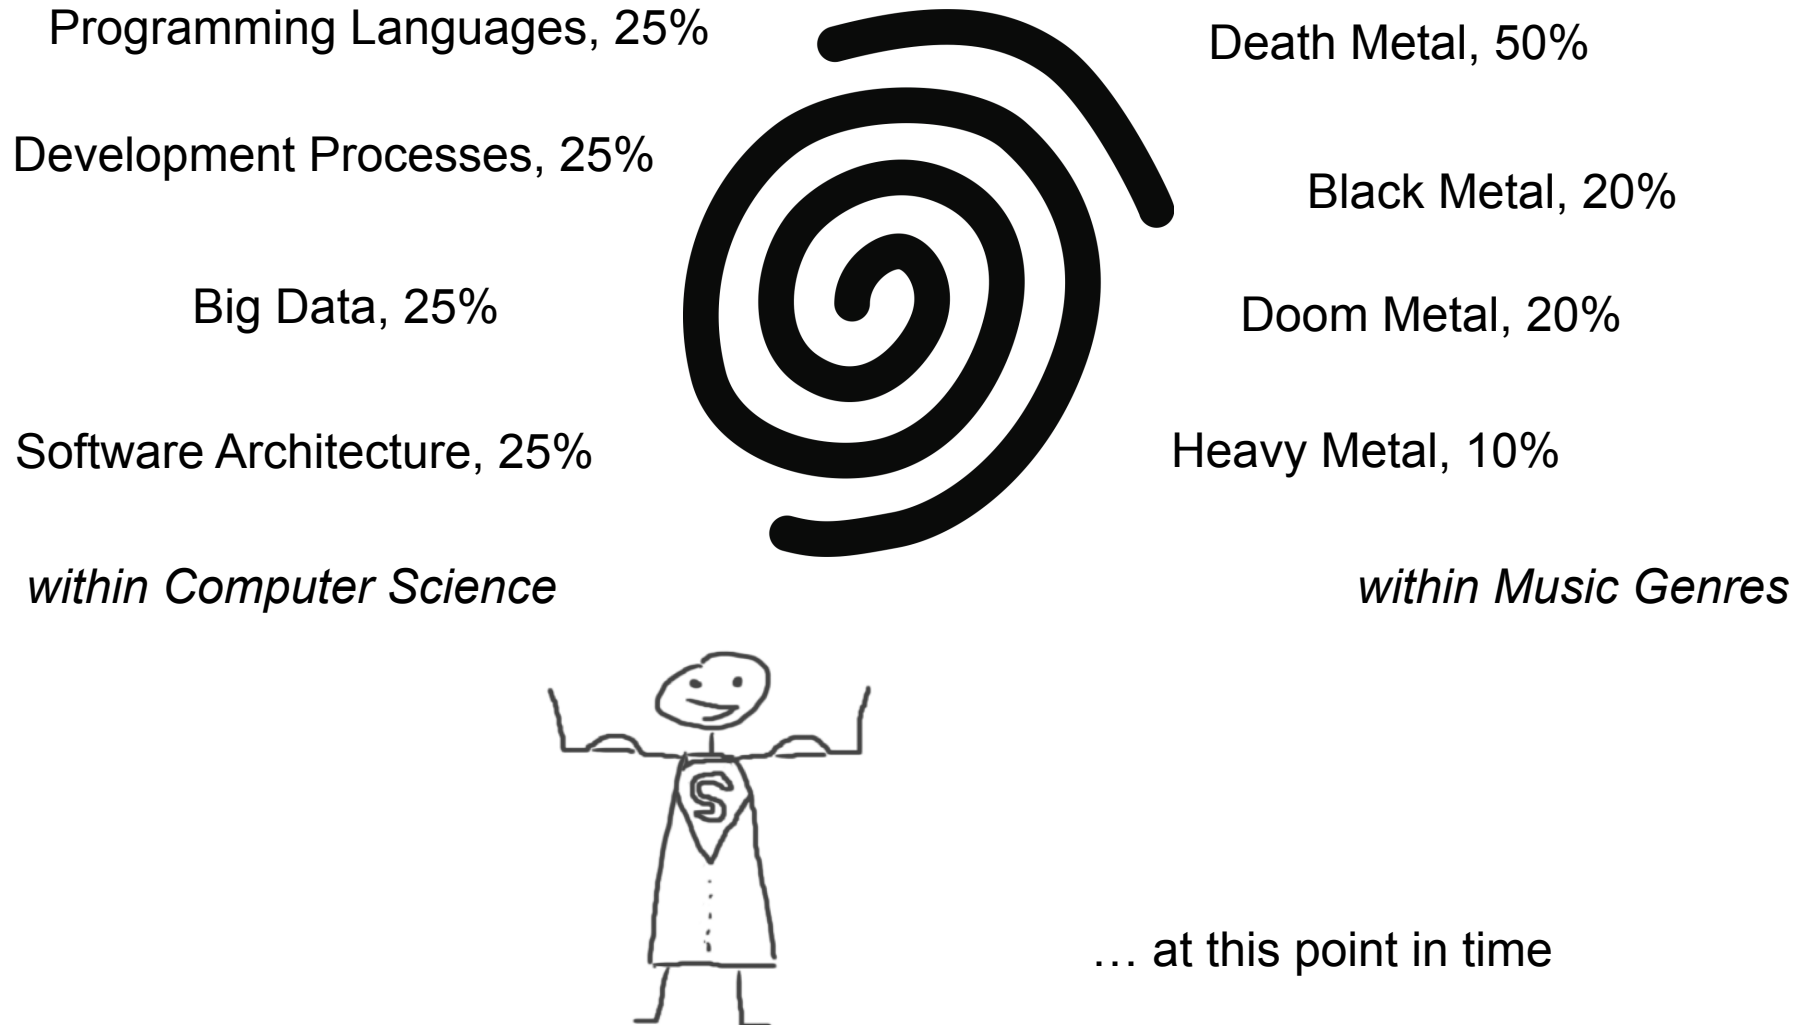 Programming Languages, 25%
Development Processes, 25%
Big Data, 25%
Software Architecture, 25%
within Computer Science
Death Metal, 50%
Black Metal, 20%
Doom Metal, 20%
Heavy Metal, 10%
within Music Genres
S
… at this point in time